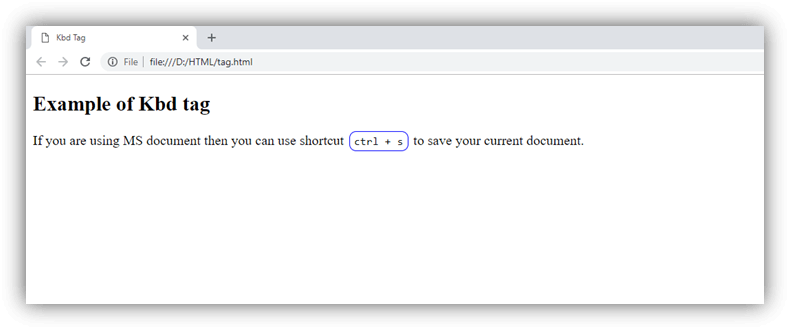 Kbd Tag
File | file:///D:/HTML/tag.html
Example of Kbd tag
If you are using MS document then you can use shortcut ctrl + s to save your current document.